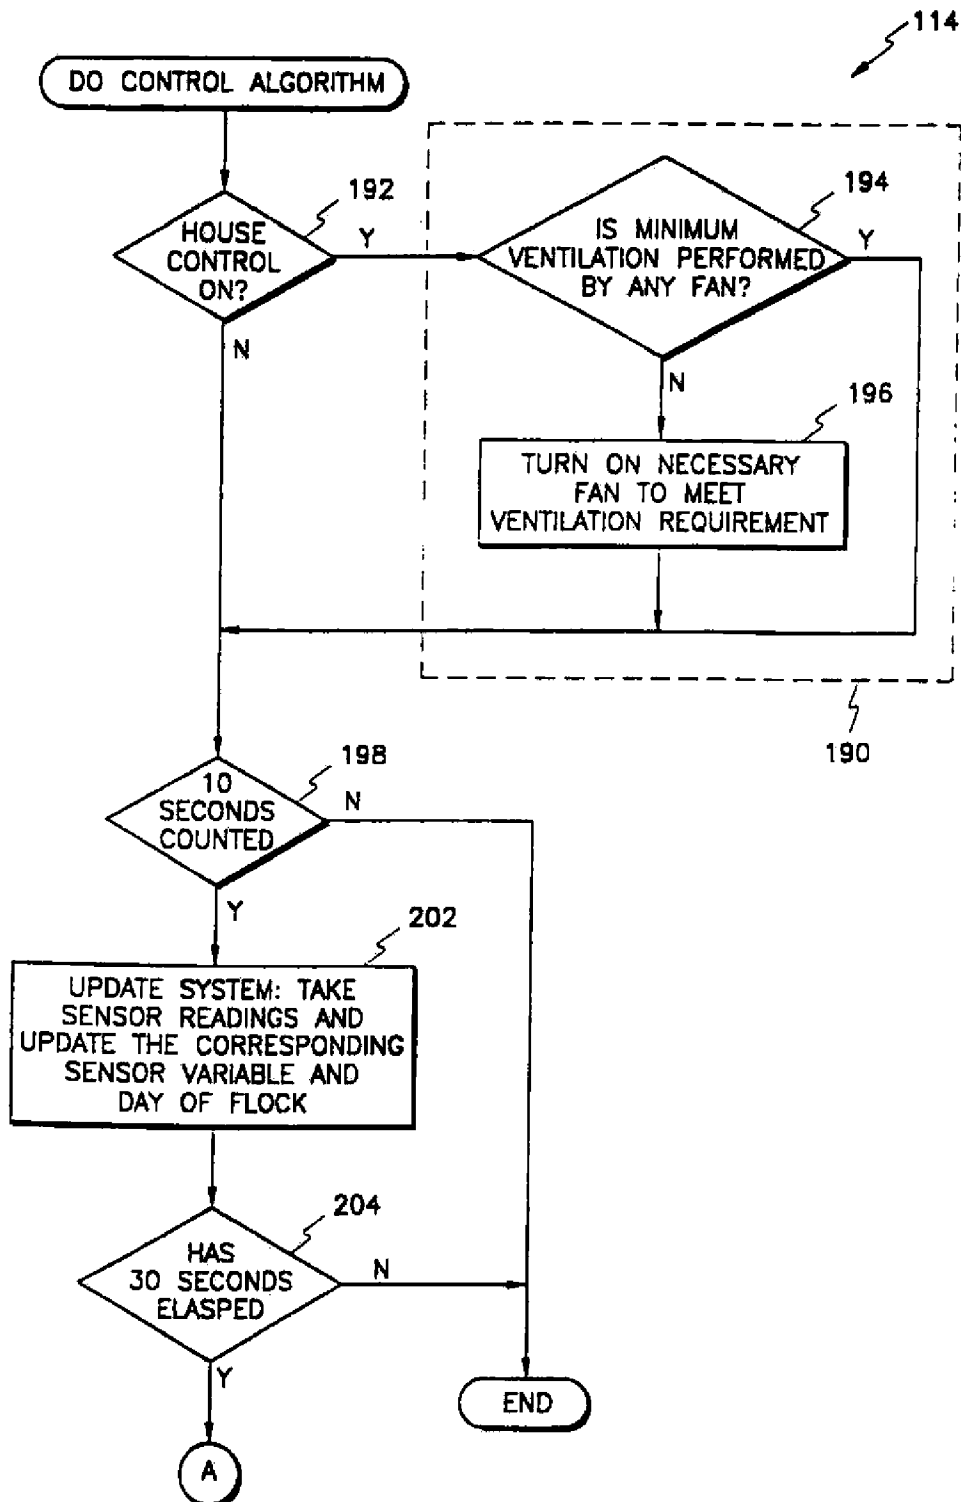 114
DO CONTROL ALGORITHM
192
HOUSE
CONTROL
ON?
Y
N
194
IS MINIMUM
VENTILATION PERFORMED
BY ANY FAN?
Y
N
196
TURN ON NECESSARY
FAN TO MEET
VENTILATION REQUIREMENT
190
198
10
SECONDS
COUNTED
N
Y
202
UPDATE SYSTEM: TAKE
SENSOR READINGS AND
UPDATE THE CORRESPONDING
SENSOR VARIABLE AND
DAY OF FLOCK
204
HAS
30 SECONDS
ELASPED
N
Y
END
A